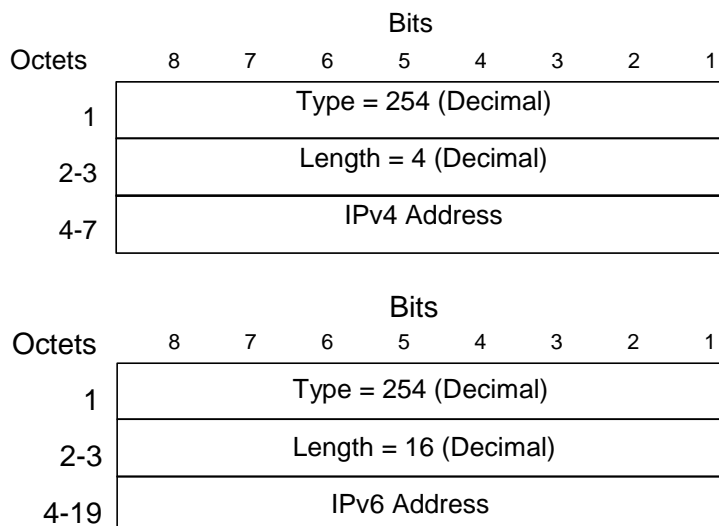 Bits
Octets 8 7 6 5 4 3 2 1
1 Type = 254 (Decimal)
2-3 Length = 4 (Decimal)
4-7 IPv4 Address
Bits
Octets 8 7 6 5 4 3 2 1
1 Type = 254 (Decimal)
2-3 Length = 16 (Decimal)
4-19 IPv6 Address